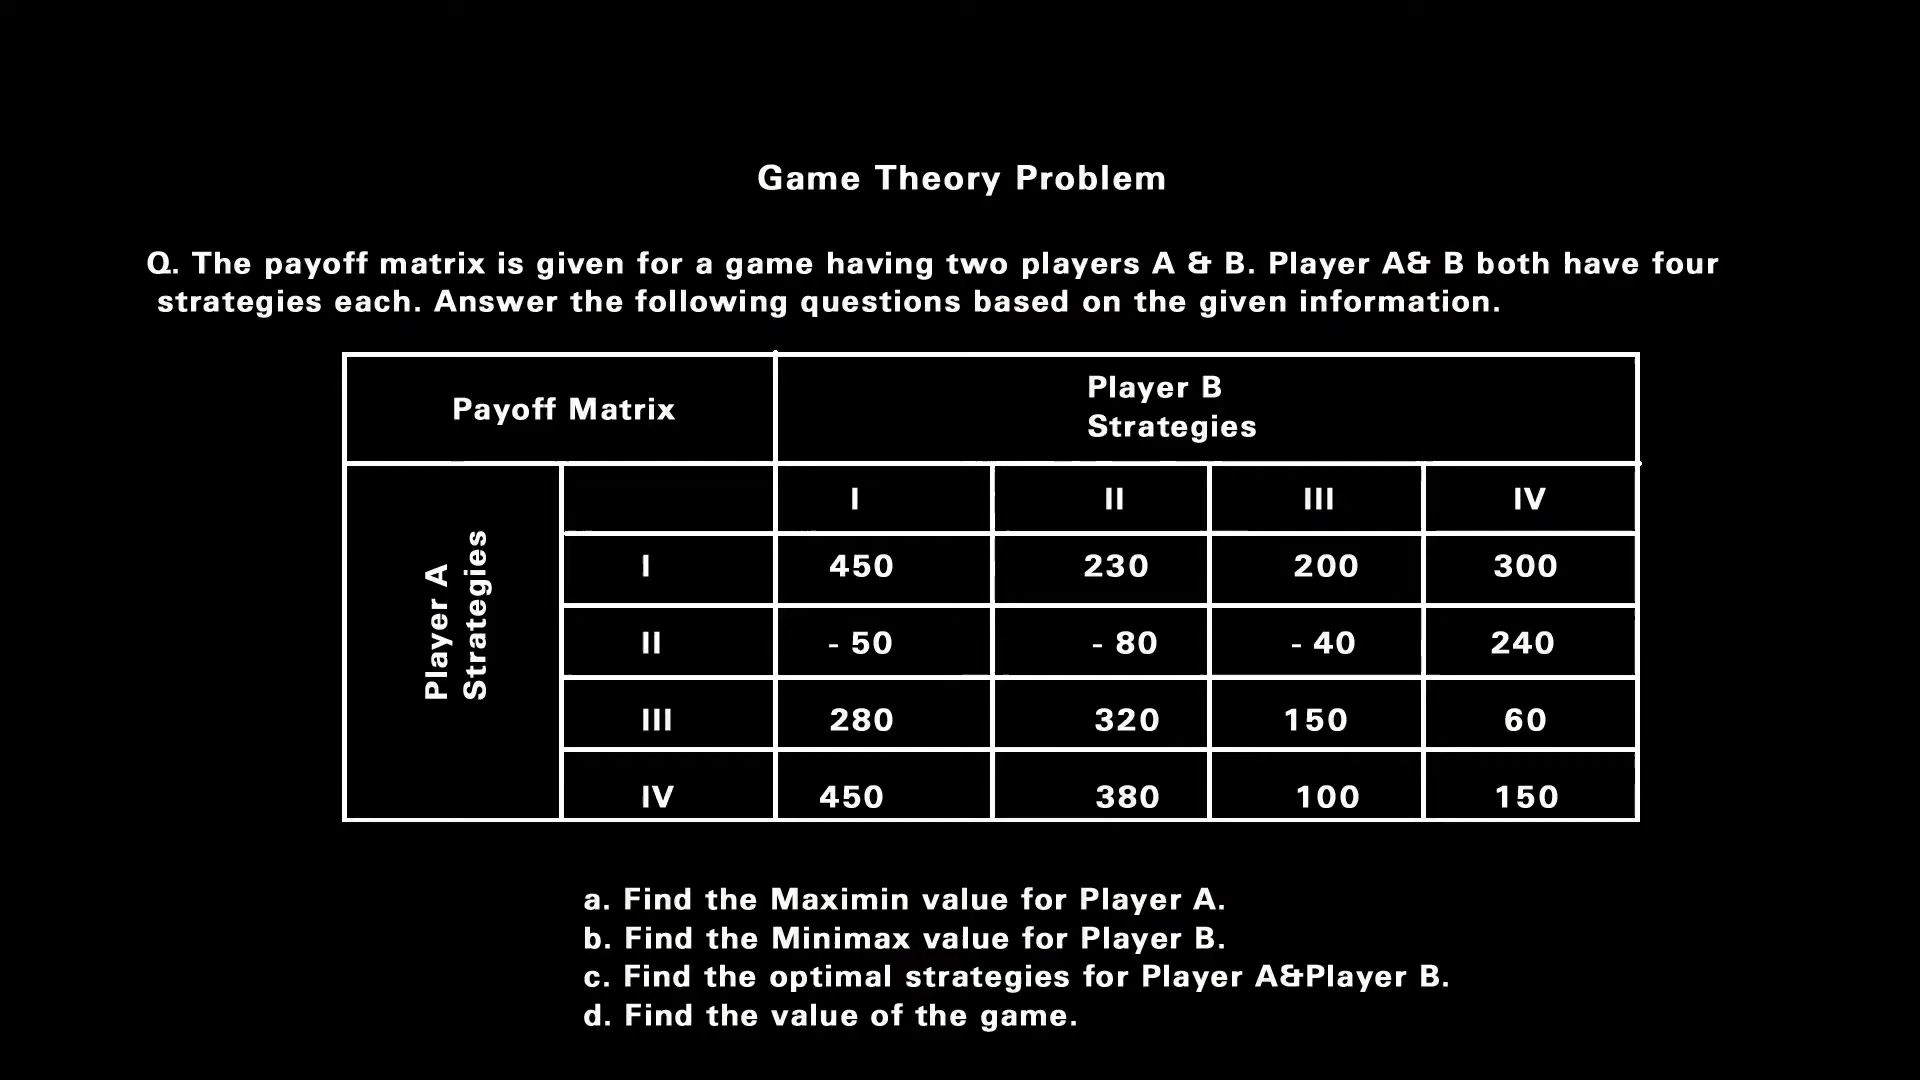 Game Theory Problem
Q. The payoff matrix is given for a game having two players A & B. Player A& B both have four
strategies each. Answer the following questions based on the given information.
Payoff Matrix
Player B
Strategies
Player A
Strategies
I II III IV
I 450 230 200 300
II - 50 - 80 - 40 240
III 280 320 150 60
IV 450 380 100 150
a. Find the Maximin value for Player A.
b. Find the Minimax value for Player B.
c. Find the optimal strategies for Player A&Player B.
d. Find the value of the game.